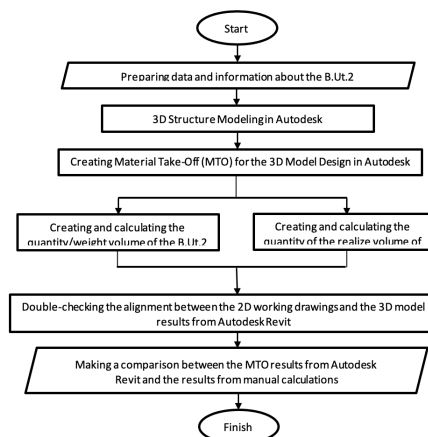 Start
Preparing data and information about the B.Ut.2
3D Structure Modeling in Autodesk
Creating Material Take-Off (MTO) for the 3D Model Design in Autodesk
Creating and calculating the
quantity/weight volume of the B.Ut.2
Creating and calculating the
quantity of the realize volume of
Double-checking the alignment between the 2D working drawings and the 3D model
results from Autodesk Revit
Making a comparison between the MTO results from Autodesk
Revit and the results from manual calculations
Finish